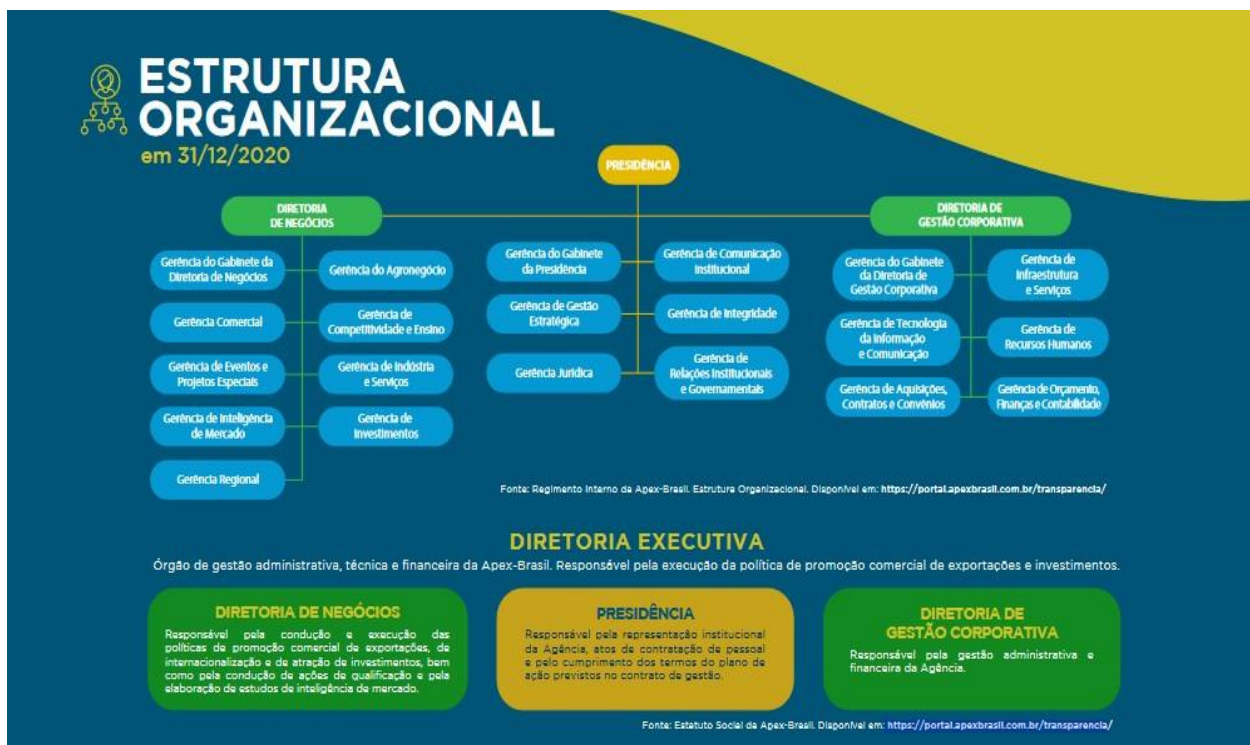 ESTRUTURA
ORGANIZACIONAL
em 31/12/2020
PRESIDÊNCIA
DIRETORIA
DE NEGÓCIOS
Gerência do Gabinete da
Diretoria de Negócios
Gerência do Agronegócio
Gerência Comercial
Gerência de
Competitividade e Ensino
Gerência de Eventos e
Projetos Especiais
Gerência de Indústria
e Serviços
Gerência de Inteligência
de Mercado
Gerência de
Investimentos
Gerência Regional
Gerência do Gabinete
da Presidência
Gerência de Comunicação
Institucional
Gerência de Gestão
Estratégica
Gerência de Integridade
Gerência Jurídica
Gerência de
Relações Institucionais
e Governamentais
DIRETORIA DE
GESTÃO CORPORATIVA
Gerência do Gabinete
da Diretoria de
Gestão Corporativa
Gerência de
Infraestrutura
e Serviços
Gerência de Tecnologia
da Informação
e Comunicação
Gerência de
Recursos Humanos
Gerência de Aquisições,
Contratos e Convênios
Gerência de Orçamento,
Finanças e Contabilidade
Fonte: Regimento Interno da Apex-Brasil. Estrutura Organizacional. Disponível em: https://portal.apexbrasil.com.br/transparencia/
DIRETORIA EXECUTIVA
Órgão de gestão administrativa, técnica e financeira da Apex-Brasil. Responsável pela execução da política de promoção comercial de exportações e investimentos.
DIRETORIA DE NEGÓCIOS
Responsável pela condução e execução das
políticas de promoção comercial de exportações, de
internacionalização e de atração de investimentos, bem
como pela condução de ações de qualificação e pela
elaboração de estudos de inteligência de mercado.
PRESIDÊNCIA
Responsável pela representação institucional
da Agência, atos de contratação de pessoal
e pelo cumprimento dos termos do plano de
ação previstos no contrato de gestão.
DIRETORIA DE
GESTÃO CORPORATIVA
Responsável pela gestão administrativa e
financeira da Agência.
Fonte: Estatuto Social da Apex-Brasil. Disponível em: https://portal.apexbrasil.com.br/transparencia/